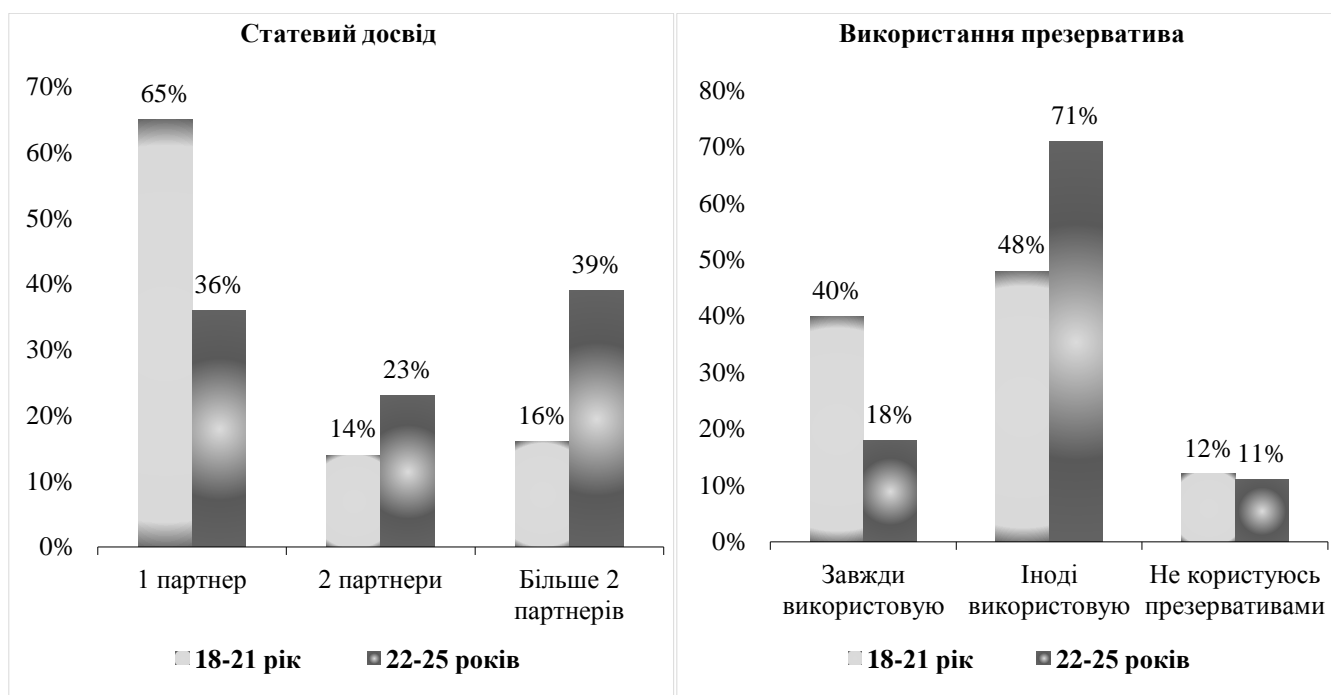 Статевий досвід
70%
60%
50%
40%
30%
20%
10%
0%
65%
36%
14%
23%
16%
39%
1 партнер
2 партнери
Більше 2
партнерів
18-21 рік
22-25 років
Використання презерватива
80%
70%
60%
50%
40%
30%
20%
10%
0%
40%
18%
48%
71%
12%
11%
Завжди
використовую
Іноді
використовую
Не користуюсь
презервативами
18-21 рік
22-25 років